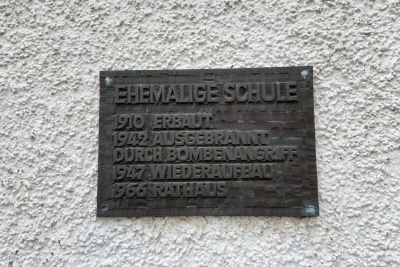 EHEMALIGE SCHULE
1910 ERBAUT
1942 AUSGEBRANNT
DURCH BOMBENANGRIFF
1947 WIEDERAUFBAU
1966 RATHAUS